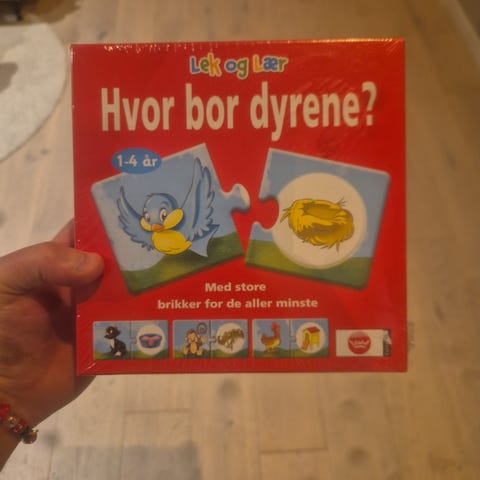 Lek og Lær
Hvor bor dyrene?
1-4 år
Med store
brikker for de aller minste